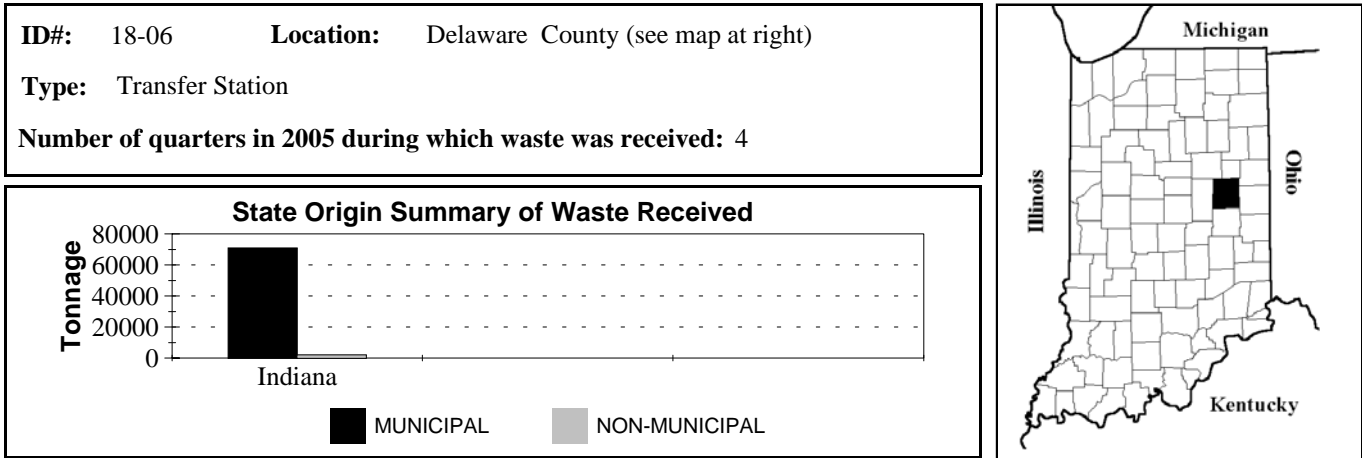 ID#: 18-06 Location: Delaware County (see map at right)
Type: Transfer Station
Number of quarters in 2005 during which waste was received: 4
State Origin Summary of Waste Received
Tonnage
80000
60000
40000
20000
0
Indiana
MUNICIPAL NON-MUNICIPAL
Michigan
Illinois
Ohio
Kentucky